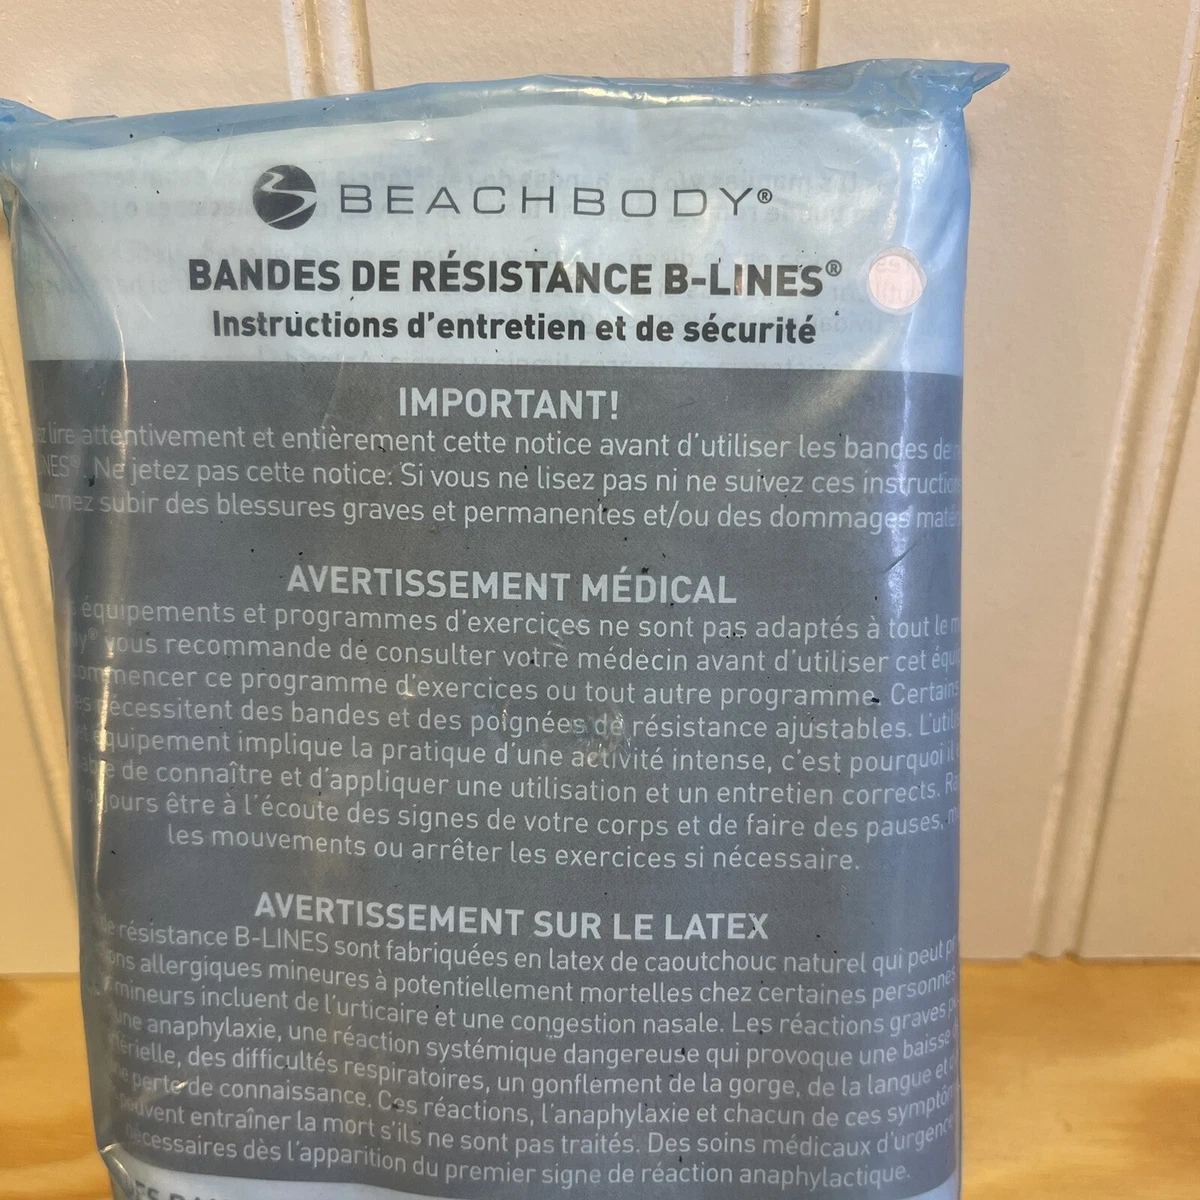 BEACHBODY®
BANDES DE RÉSISTANCE B-LINES®
Instructions d'entretien et de sécurité
IMPORTANT!
lire attentivement et entièrement cette notice avant d'utiliser les bandes de
Ne jetez pas cette notice. Si vous ne lisez pas ni ne suivez ces
subir des blessures graves et permanentes et/ou des dommages
AVERTISSEMENT MÉDICAL
équipements et programmes d'exercices ne sont pas adaptés à tout le
vous recommande de consulter votre médecin avant d'utiliser cet
commencer ce programme d'exercices ou tout autre programme. Certains
nécessitent des bandes et des poignées de résistance ajustables.
équipement implique la pratique d'une activité intense, c'est pourquoi il
de connaître et d'appliquer une utilisation et un entretien corrects.
toujours être à l'écoute des signes de votre corps et de faire des pauses,
les mouvements ou arrêter les exercices si nécessaire.
AVERTISSEMENT SUR LE LATEX
de résistance B-LINES sont fabriquées en latex de caoutchouc naturel qui peut
allergiques mineures à potentiellement mortelles chez certaines personnes
mineurs incluent de l'urticaire et une congestion nasale. Les réactions graves
une anaphylaxie, une réaction systémique dangereuse qui provoque une baisse
des difficultés respiratoires, un gonflement de la gorge, de la langue et
perte de connaissance. Ces réactions, l'anaphylaxie et chacun de ces
peuvent entraîner la mort s'ils ne sont pas traités. Des soins médicaux d'urgence
nécessaires dès l'apparition du premier signe de réaction anaphylactique.